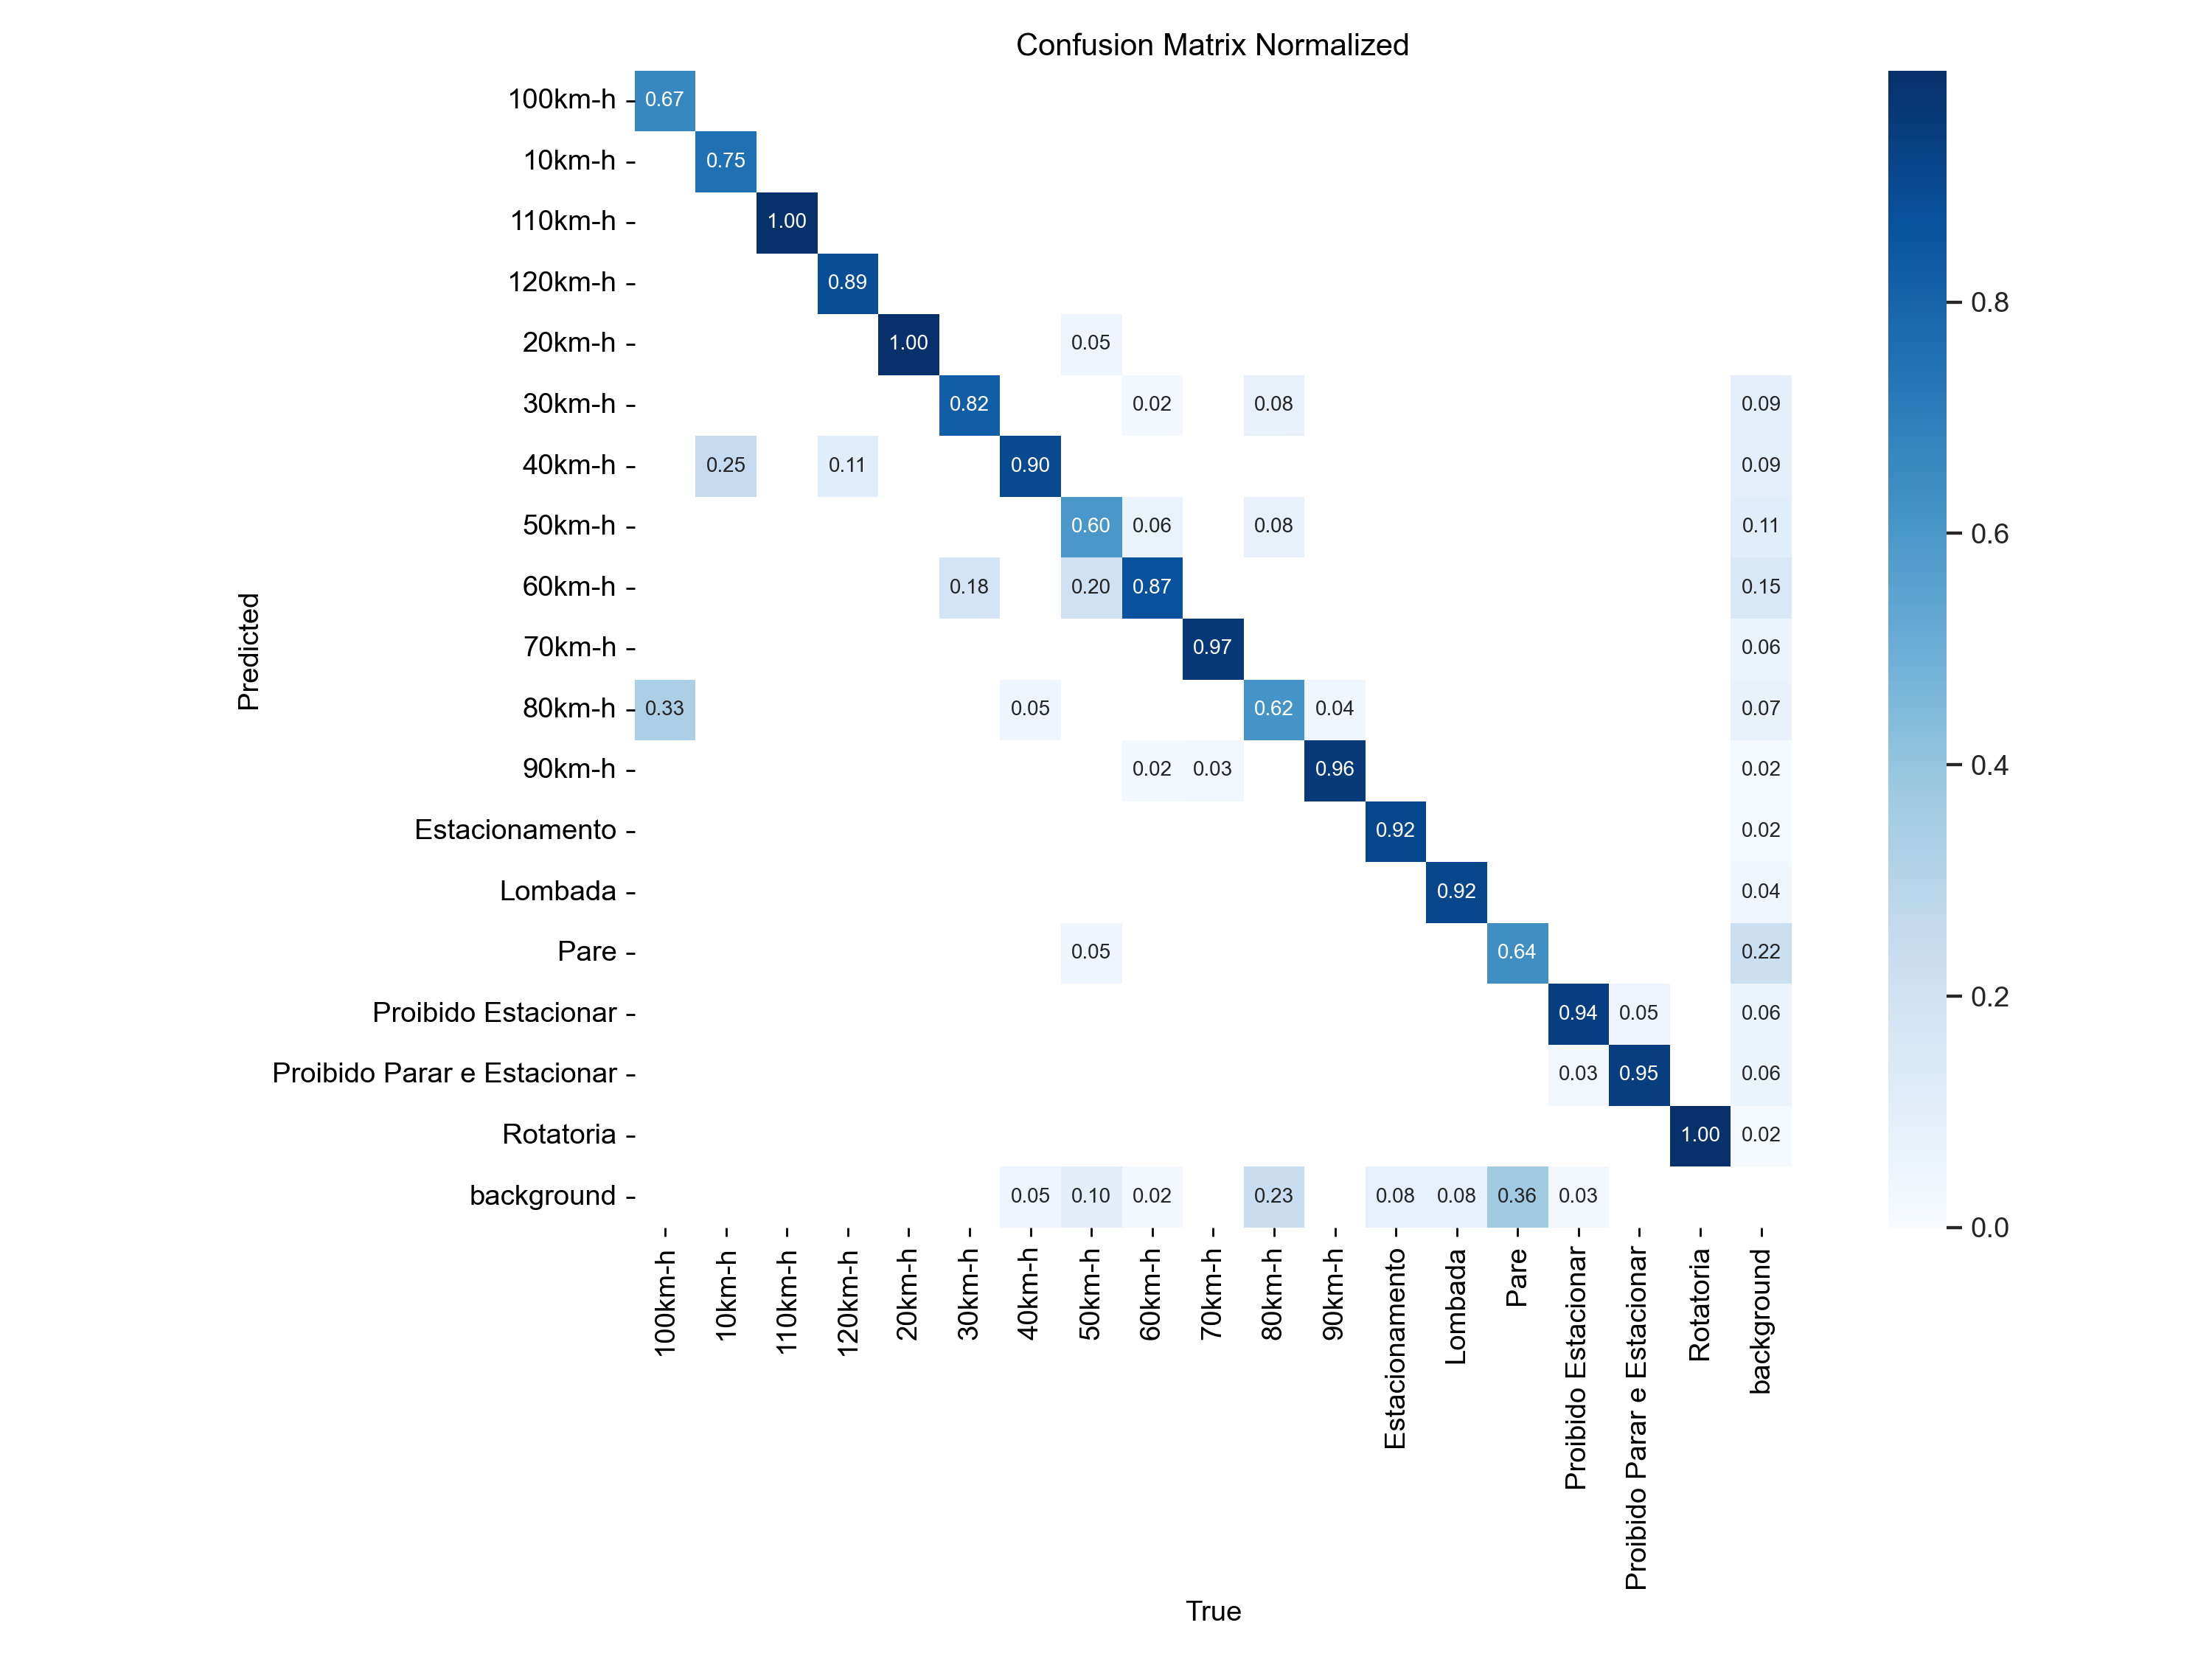 Confusion Matrix Normalized
100km-h 0.67
10km-h 0.75
110km-h 1.00
120km-h 0.89
20km-h 1.00 0.05
30km-h 0.82 0.02 0.08 0.09
40km-h 0.25 0.11 0.90 0.09
50km-h 0.60 0.06 0.08 0.11
60km-h 0.18 0.20 0.87 0.15
70km-h 0.97 0.06
80km-h 0.33 0.05 0.62 0.04 0.07
90km-h 0.02 0.03 0.96 0.02
Estacionamento 0.92 0.02
Lombada 0.92 0.04
Pare 0.05 0.64 0.22
Proibido Estacionar 0.94 0.05 0.06
Proibido Parar e Estacionar 0.03 0.95 0.06
Rotatoria 1.00 0.02
background 0.05 0.10 0.02 0.23 0.08 0.08 0.36 0.03
Predicted
100km-h
10km-h
110km-h
120km-h
20km-h
30km-h
40km-h
50km-h
60km-h
70km-h
80km-h
90km-h
Estacionamento
Lombada
Pare
Proibido Estacionar
Proibido Parar e Estacionar
Rotatoria
background
True
0.8
0.6
0.4
0.2
0.0